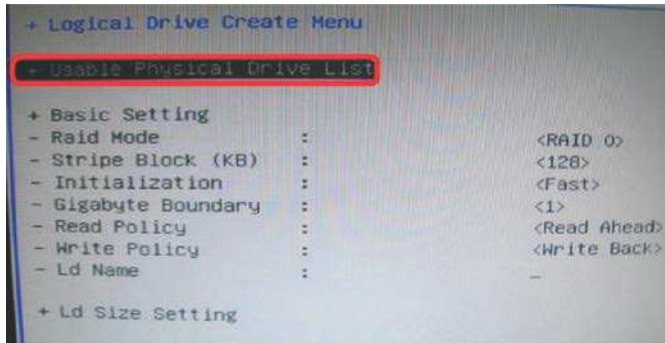 + Logical Drive Create Menu
+ Usable Physical Drive List
+ Basic Setting
- Raid Mode : <RAID 0>
- Stripe Block (KB) : <128>
- Initialization : <Fast>
- Gigabyte Boundary : <1>
- Read Policy : <Read Ahead>
- Write Policy : <Write Back>
- Ld Name : _
+ Ld Size Setting